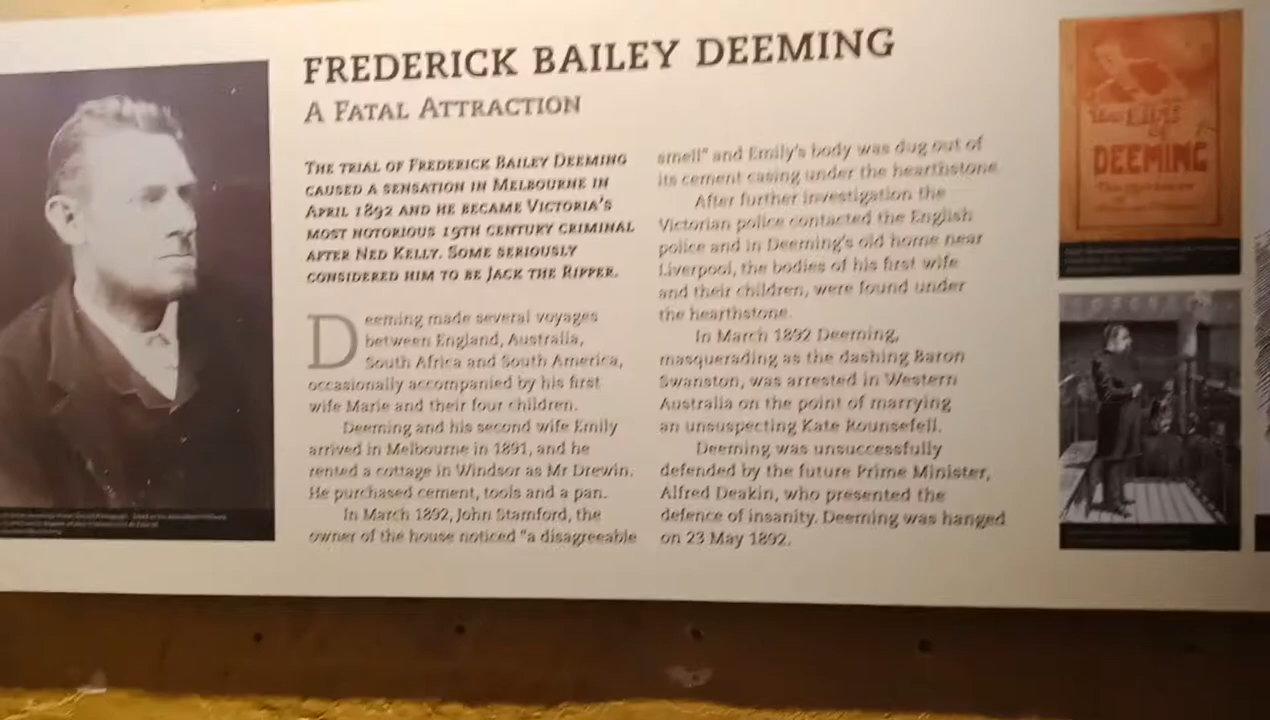 FREDERICK BAILEY DEEMING
A FATAL ATTRACTION
THE TRIAL OF FREDERICK BAILEY DEEMING
CAUSED A SENSATION IN MELBOURNE IN
APRIL 1892 AND HE BECAME VICTORIA'S
MOST NOTORIOUS 19TH CENTURY CRIMINAL
AFTER NED KELLY. SOME SERIOUSLY
CONSIDERED HIM TO BE JACK THE RIPPER.
Deeming made several voyages
between England, Australia,
South Africa and South America,
occasionally accompanied by his first
wife Marie and their four children.
Deeming and his second wife Emily
arrived in Melbourne in 1891, and he
rented a cottage in Windsor as Mr Drewin.
He purchased cement, tools and a pan.
In March 1892, John Stamford, the
owner of the house noticed "a disagreeable
smell" and Emily's body was dug out of
its cement casing under the hearthstone.
After further investigation the
Victorian police contacted the English
police and in Deeming's old home near
Liverpool, the bodies of his first wife
and their children, were found under
the hearthstone.
In March 1892 Deeming,
masquerading as the dashing Baron
Swanston, was arrested in Western
Australia on the point of marrying
an unsuspecting Kate Rounsefell.
Deeming was unsuccessfully
defended by the future Prime Minister,
Alfred Deakin, who presented the
defence of insanity. Deeming was hanged
on 23 May 1892.
DEEMING